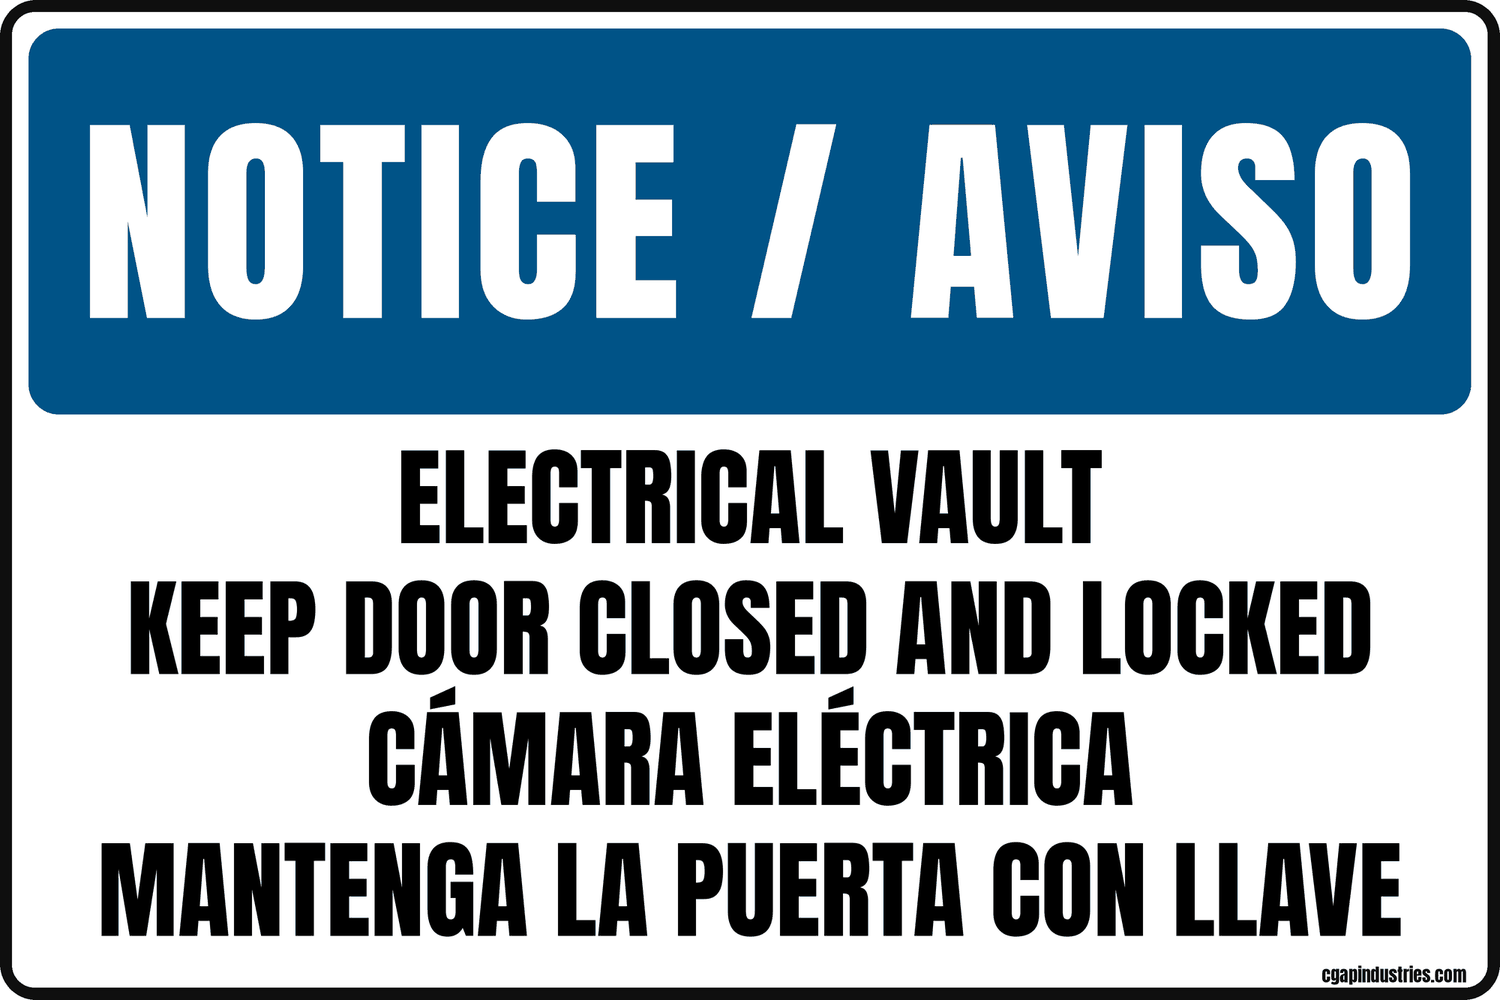 NOTICE / AVISO
ELECTRICAL VAULT
KEEP DOOR CLOSED AND LOCKED
CÁMARA ELÉCTRICA
MANTENGA LA PUERTA CON LLAVE
cgapindustries.com